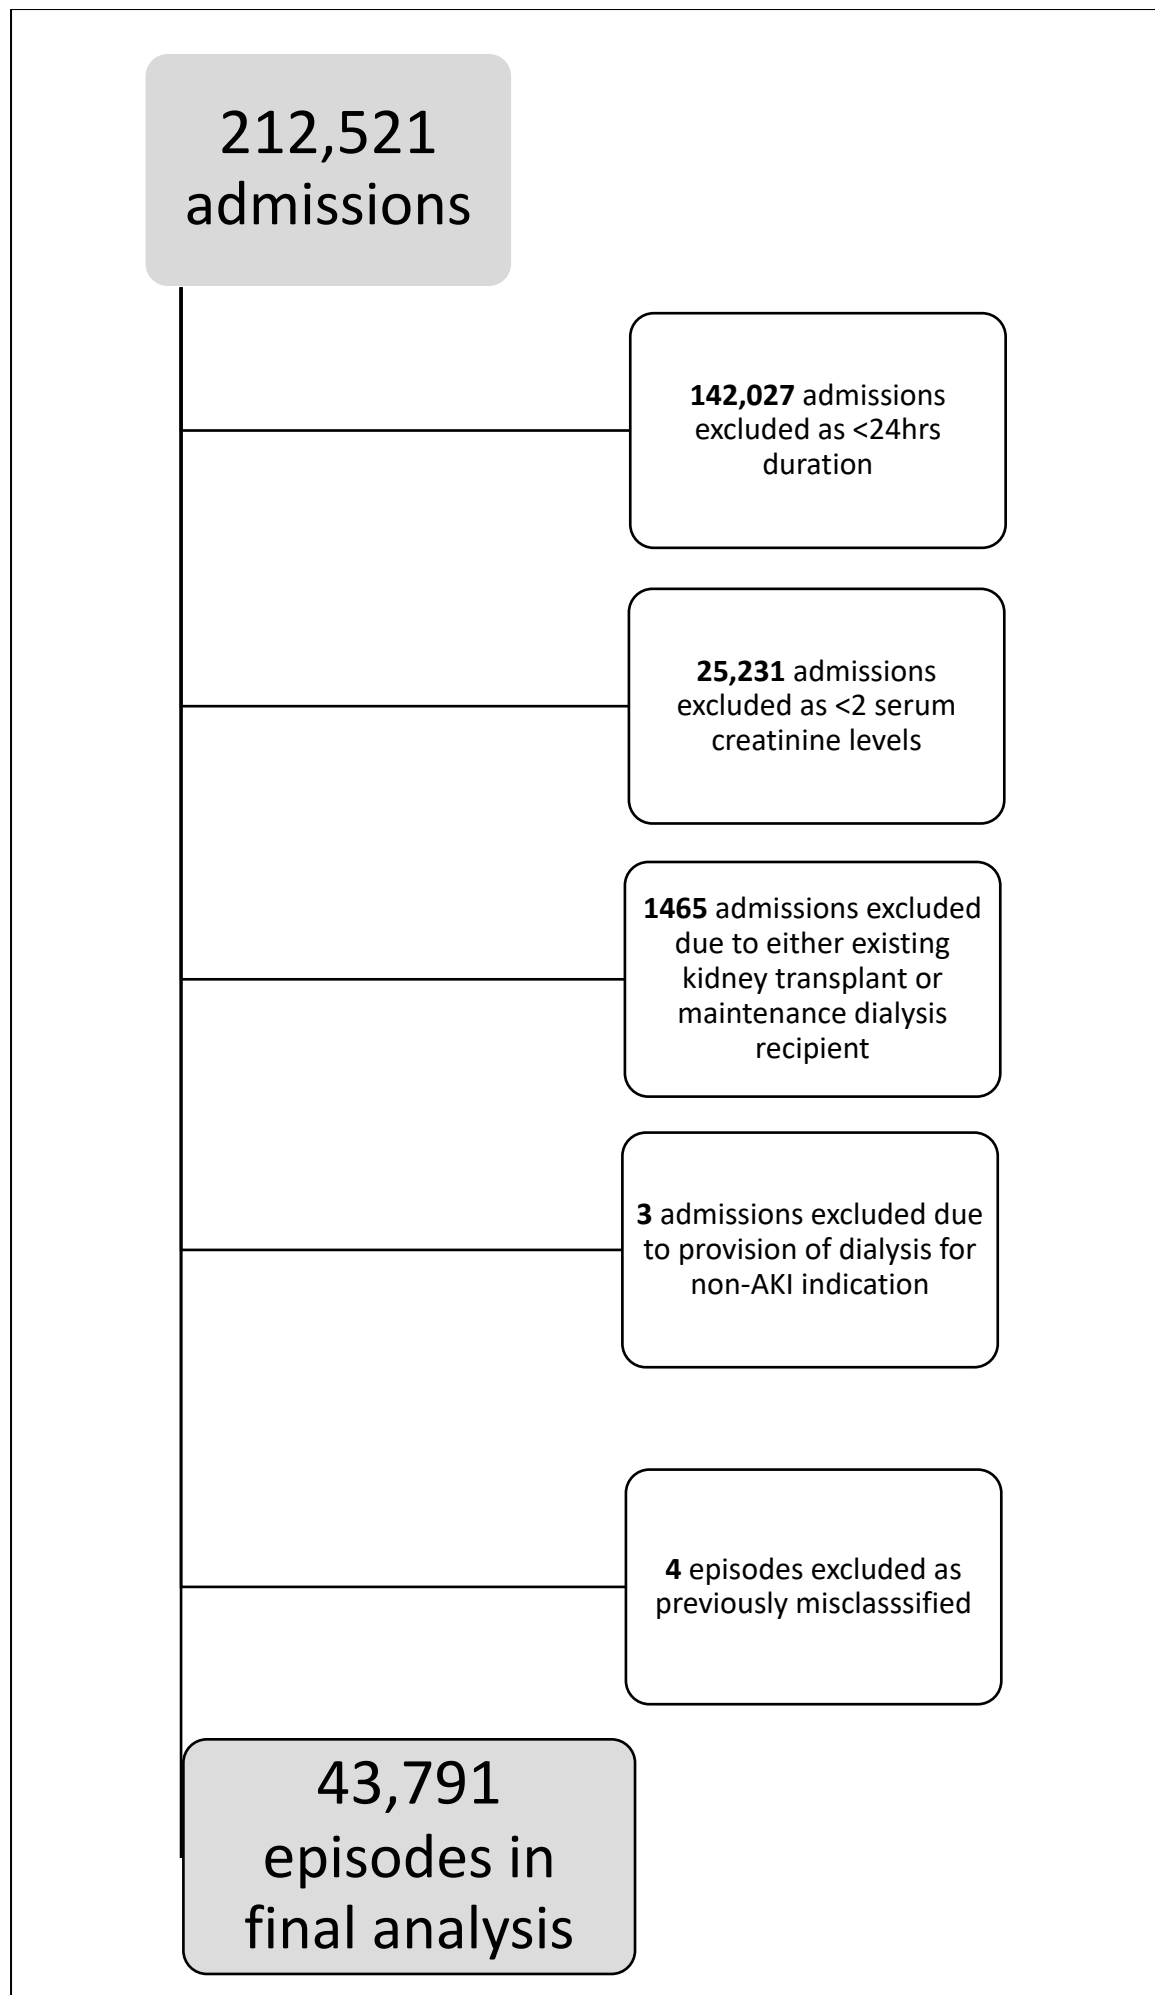 212,521
admissions
142,027 admissions
excluded as <24hrs
duration
25,231 admissions
excluded as <2 serum
creatinine levels
1465 admissions excluded
due to either existing
kidney transplant or
maintenance dialysis
recipient
3 admissions excluded due
to provision of dialysis for
non-AKI indication
4 episodes excluded as
previously misclasssified
43,791
episodes in
final analysis